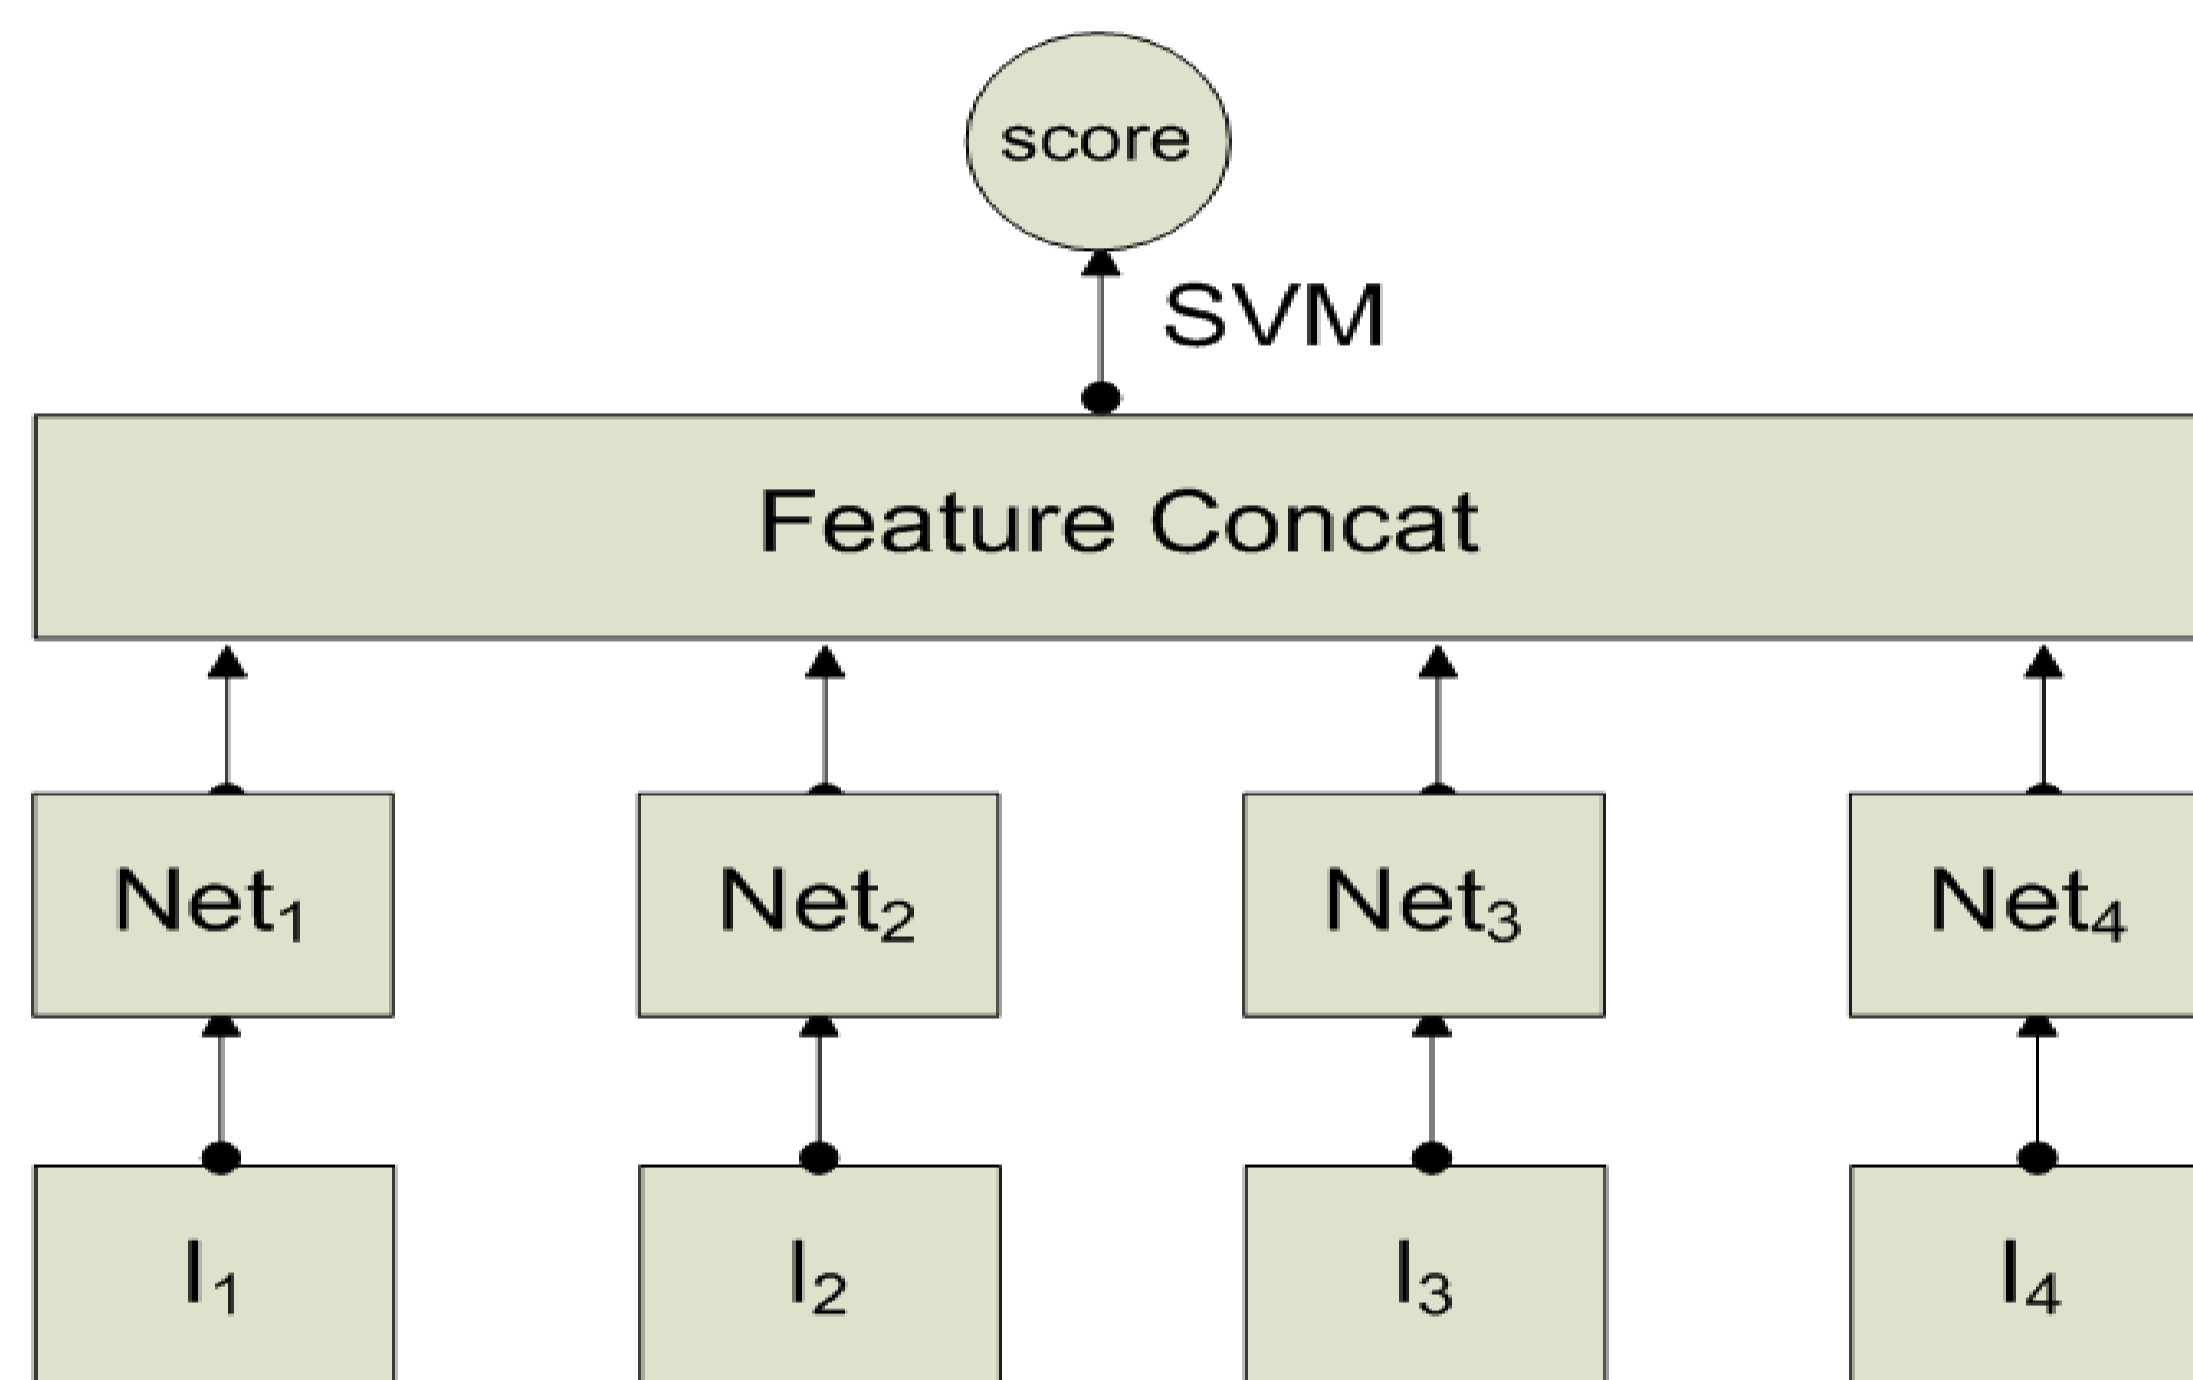 score
SVM
Feature Concat
Net₁ Net₂ Net₃ Net₄
I₁ I₂ I₃ I₄